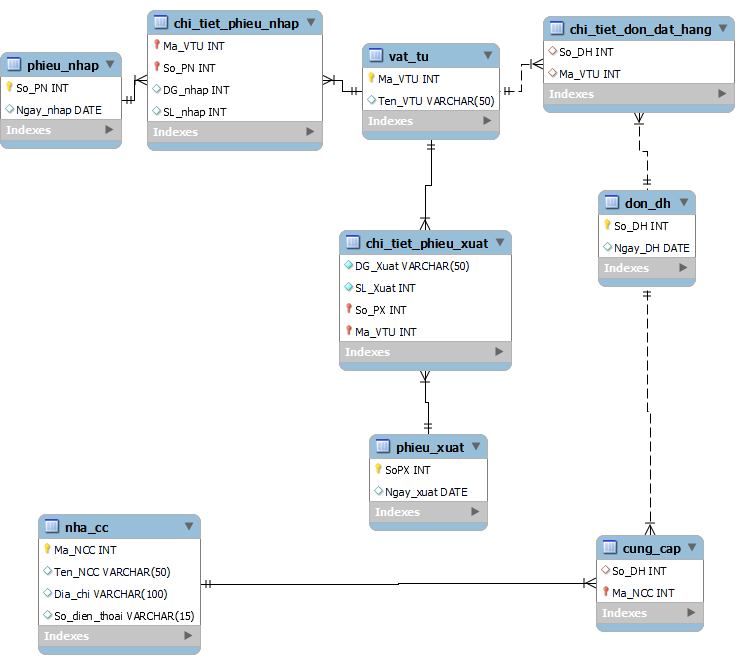 phieu_nhap
So_PN INT
Ngay_nhap DATE
Indexes
chi_tiet_phieu_nhap
Ma_VTU INT
So_PN INT
DG_nhap INT
SL_nhap INT
Indexes
vat_tu
Ma_VTU INT
Ten_VTU VARCHAR(50)
Indexes
chi_tiet_don_dat_hang
So_DH INT
Ma_VTU INT
Indexes
don_dh
So_DH INT
Ngay_DH DATE
Indexes
chi_tiet_phieu_xuat
DG_Xuat VARCHAR(50)
SL_Xuat INT
So_PX INT
Ma_VTU INT
Indexes
phieu_xuat
SoPX INT
Ngay_xuat DATE
Indexes
nha_cc
Ma_NCC INT
Ten_NCC VARCHAR(50)
Dia_chi VARCHAR(100)
So_dien_thoai VARCHAR(15)
Indexes
cung_cap
So_DH INT
Ma_NCC INT
Indexes